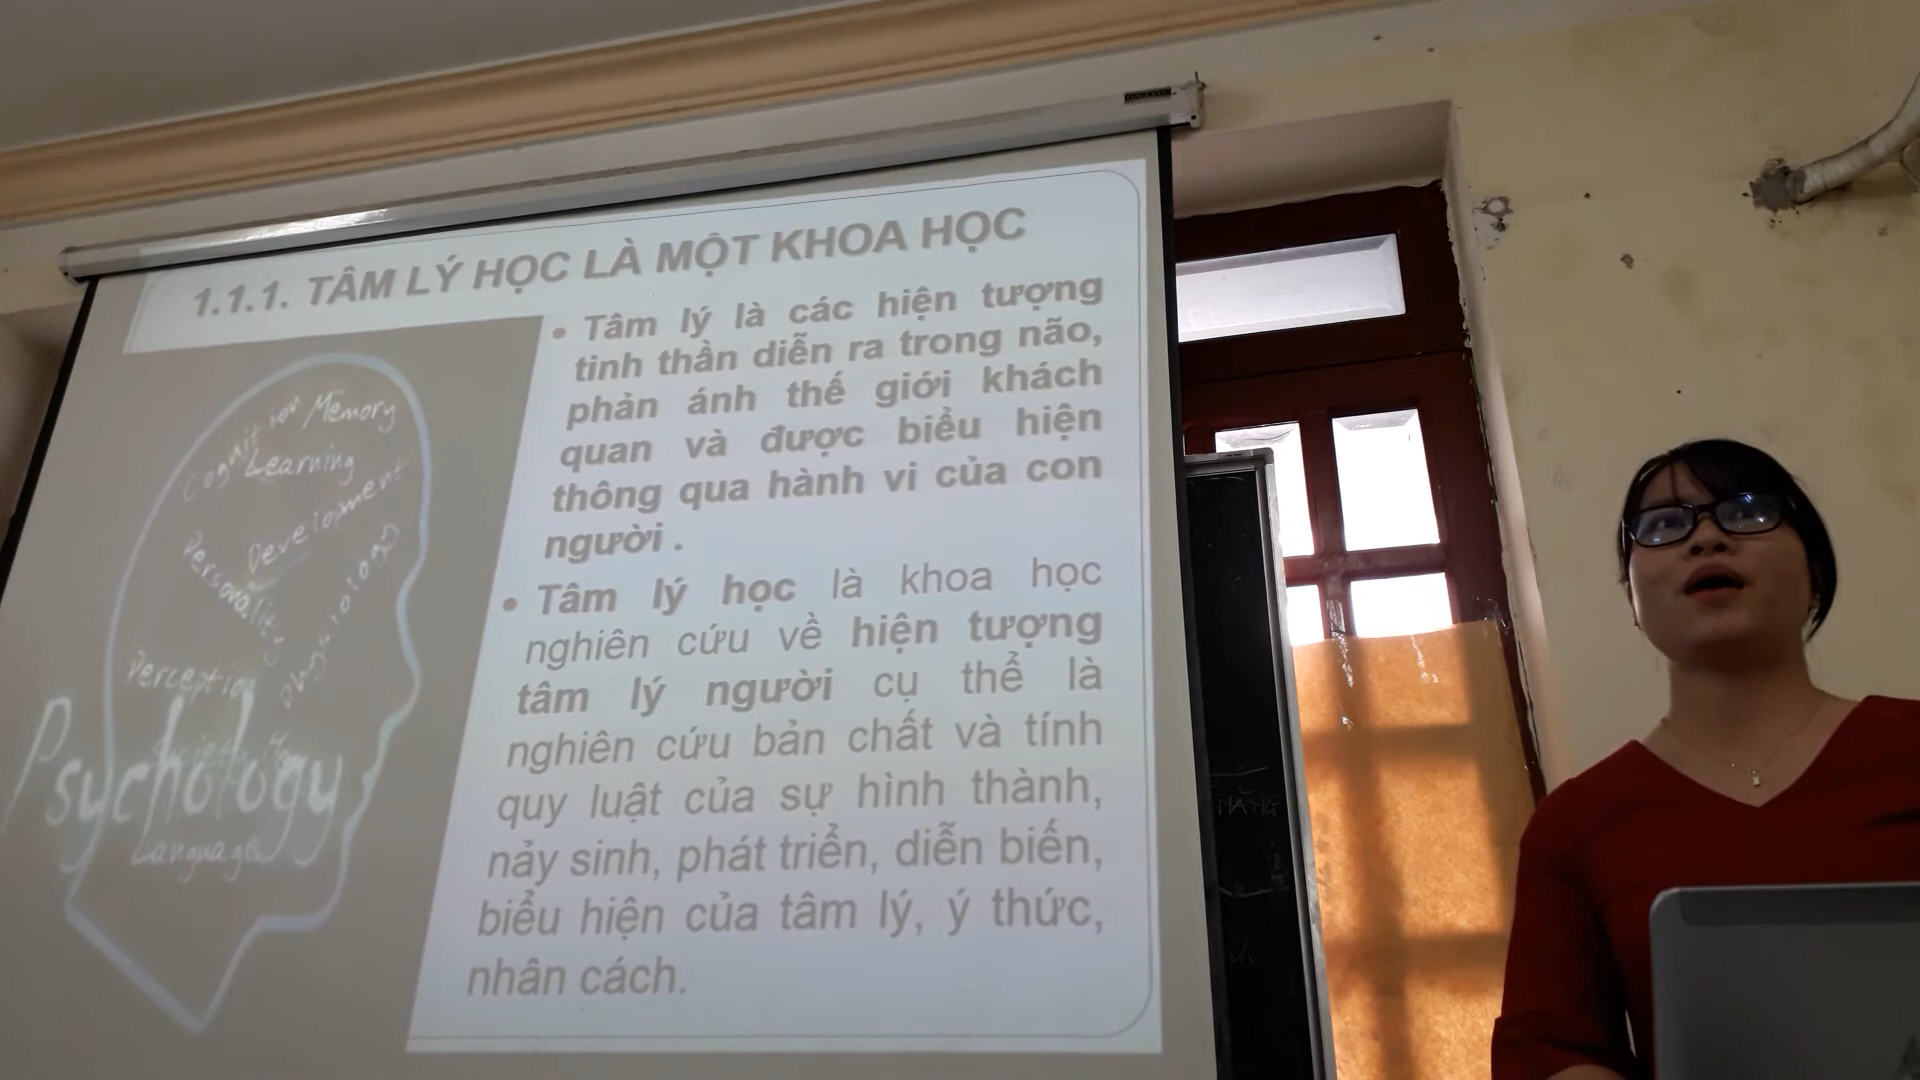 1.1.1. TÂM LÝ HỌC LÀ MỘT KHOA HỌC
• Tâm lý là các hiện tượng
tinh thần diễn ra trong não,
phản ánh thế giới khách
quan và được biểu hiện
thông qua hành vi của con
người .
• Tâm lý học là khoa học
nghiên cứu về hiện tượng
tâm lý người cụ thể là
nghiên cứu bản chất và tính
quy luật của sự hình thành,
nảy sinh, phát triển, diễn biến,
biểu hiện của tâm lý, ý thức,
nhân cách.
Cognition Memory
Learning
Development
Personality
Physiology
Perception
Psychology
Language